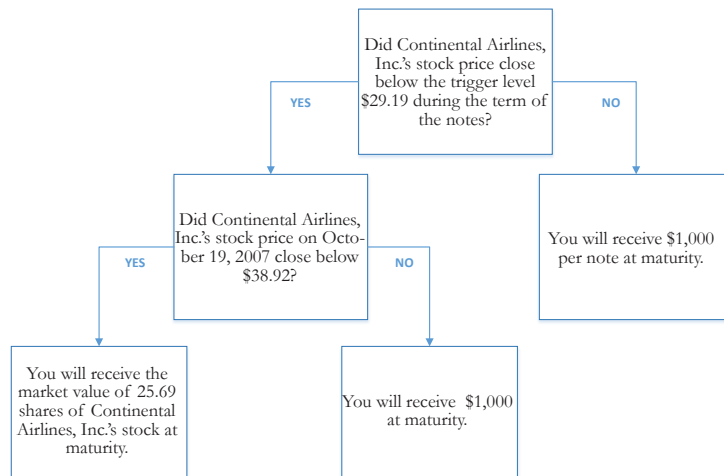 Did Continental Airlines,
Inc.'s stock price close
below the trigger level
$29.19 during the term of
the notes?
YES
NO
Did Continental Airlines,
Inc.'s stock price on Octo-
ber 19, 2007 close below
$38.92?
You will receive $1,000
per note at maturity.
YES
NO
You will receive the
market value of 25.69
shares of Continental
Airlines, Inc.'s stock at
maturity.
You will receive $1,000
at maturity.